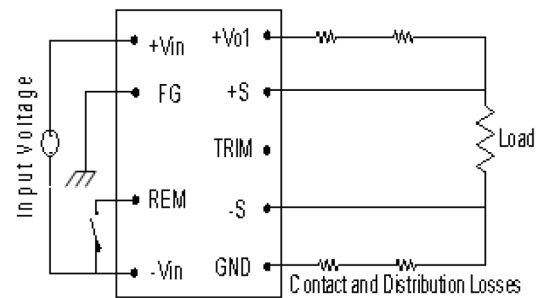 +Vin
+Vo1
FG
+S
Input Voltage
TRIM
Load
REM
-S
-Vin
GND
Contact and Distribution Losses